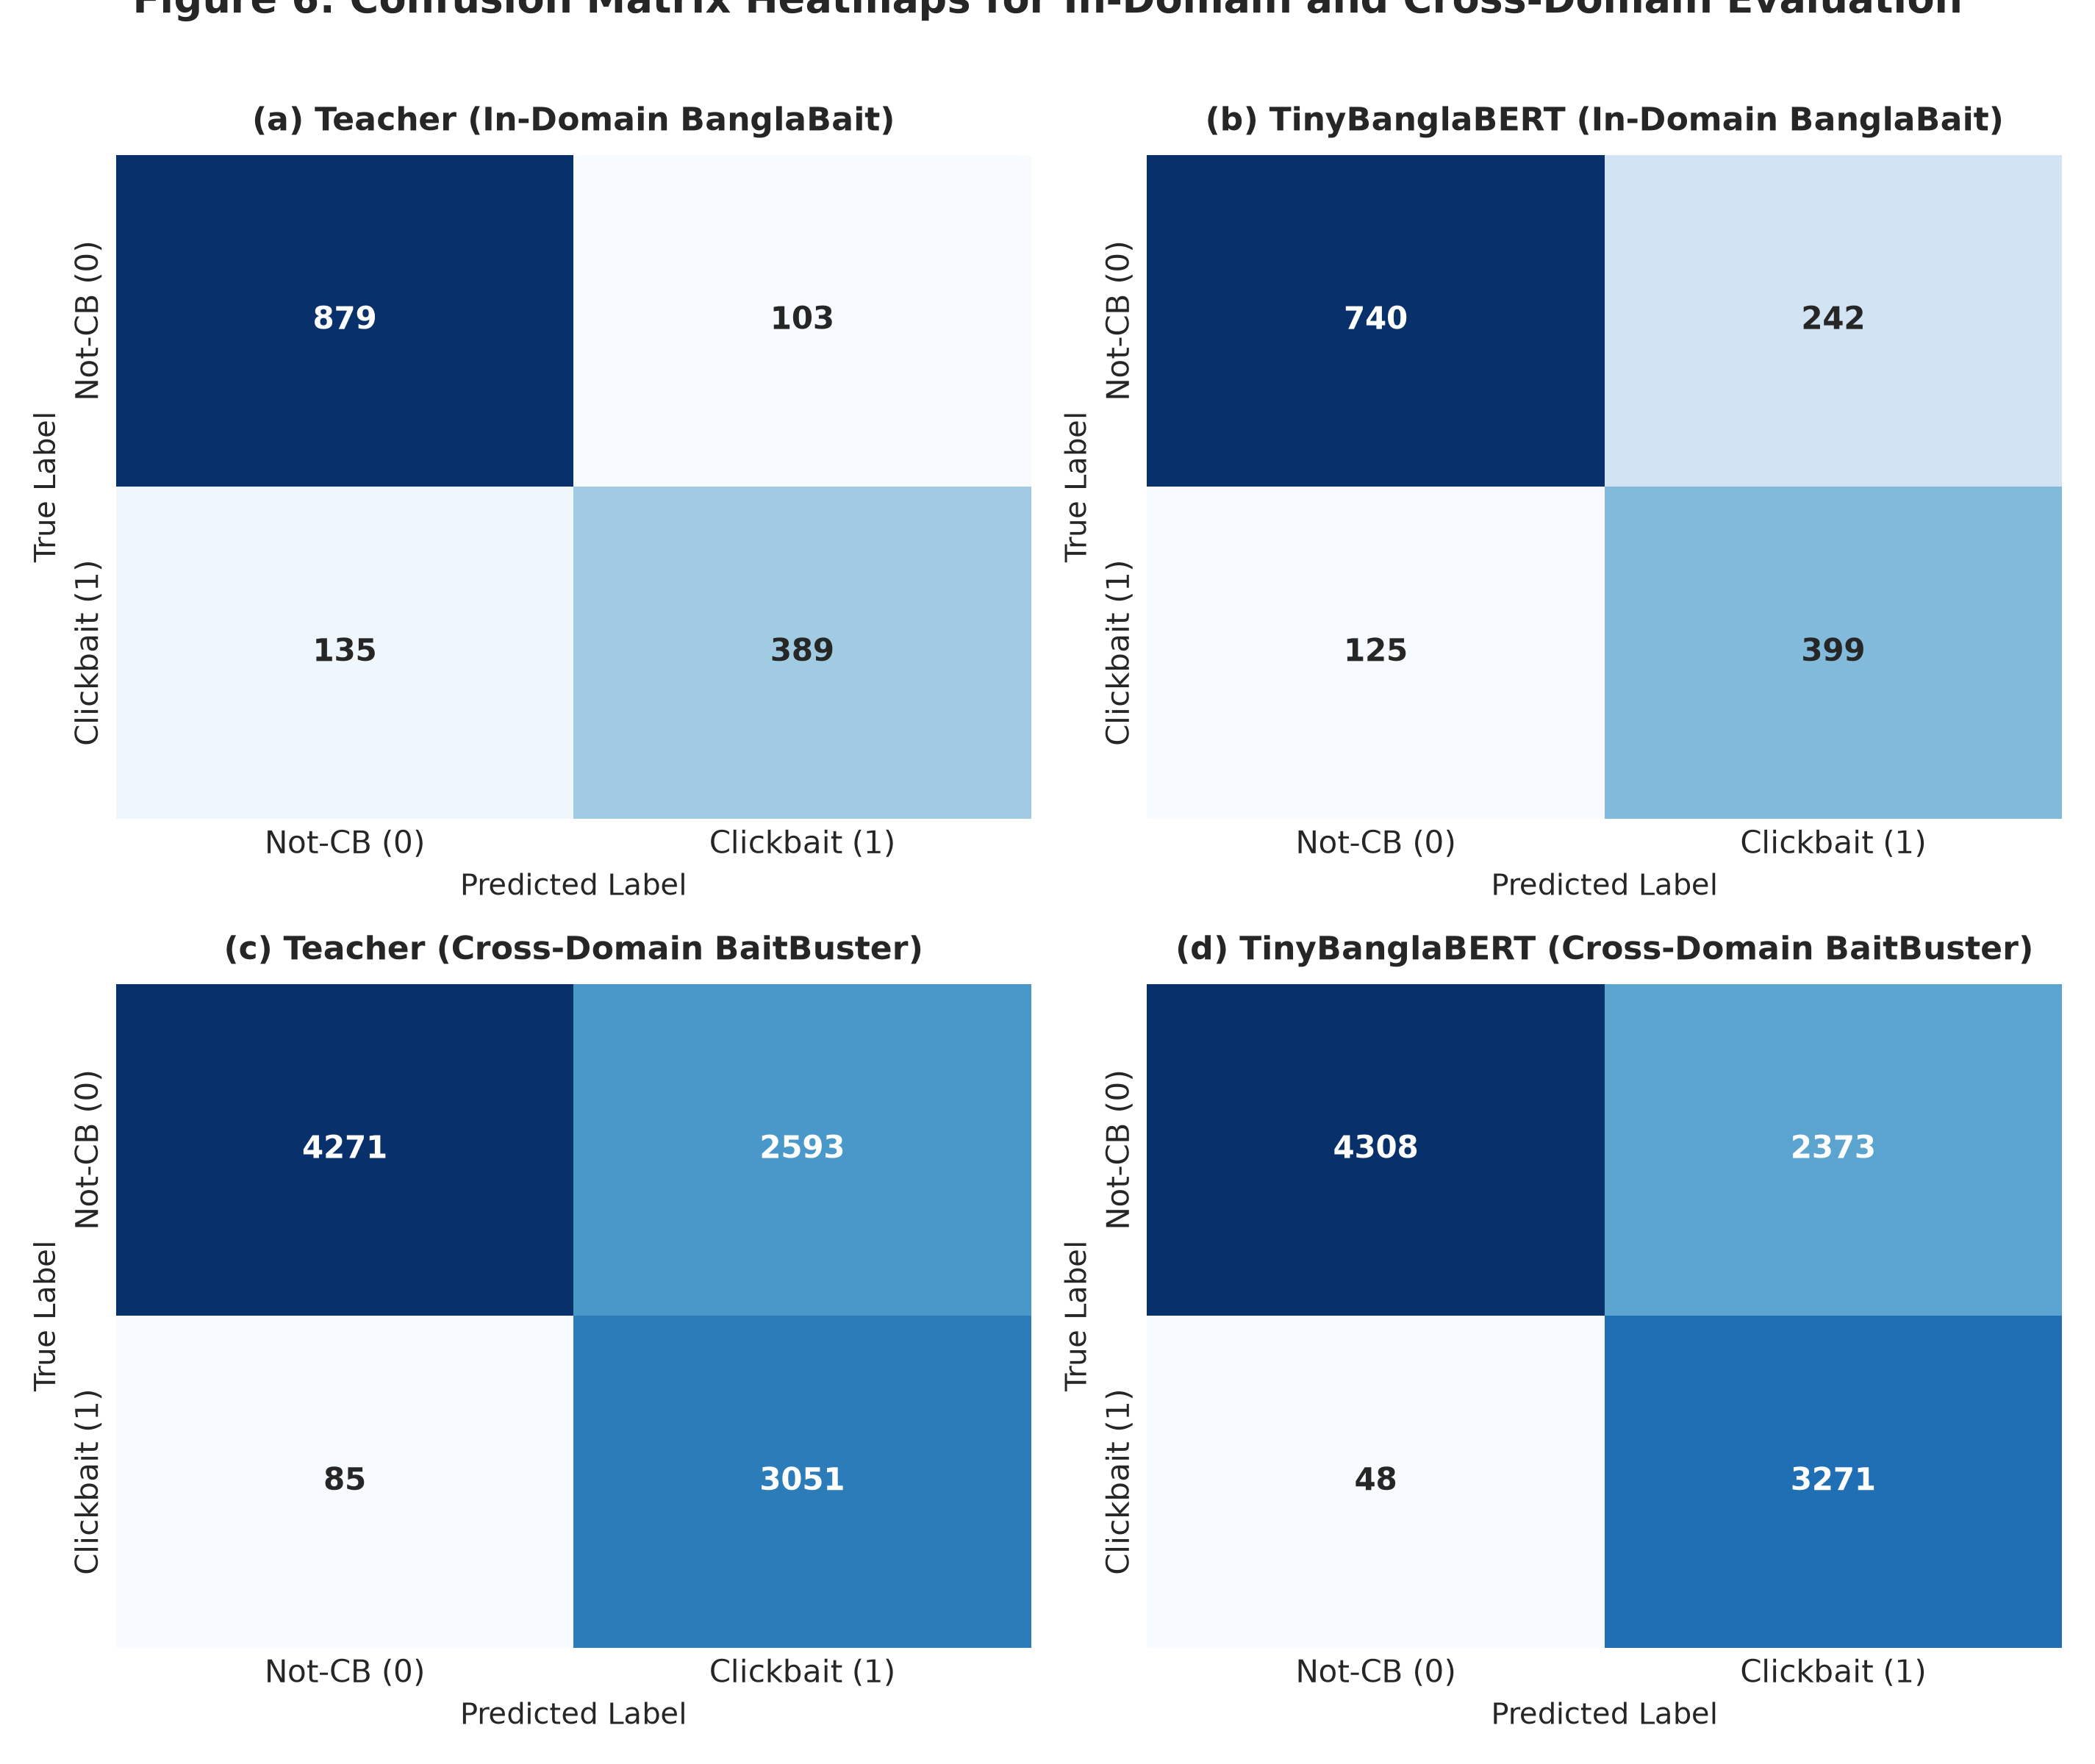 Figure 6: Confusion Matrix Heatmaps for In-Domain and Cross-Domain Evaluation
(a) Teacher (In-Domain BanglaBait)
True Label
Not-CB (0)
879 103
Clickbait (1)
135 389
Not-CB (0) Clickbait (1)
Predicted Label
(b) TinyBanglaBERT (In-Domain BanglaBait)
True Label
Not-CB (0)
740 242
Clickbait (1)
125 399
Not-CB (0) Clickbait (1)
Predicted Label
(c) Teacher (Cross-Domain BaitBuster)
True Label
Not-CB (0)
4271 2593
Clickbait (1)
85 3051
Not-CB (0) Clickbait (1)
Predicted Label
(d) TinyBanglaBERT (Cross-Domain BaitBuster)
True Label
Not-CB (0)
4308 2373
Clickbait (1)
48 3271
Not-CB (0) Clickbait (1)
Predicted Label